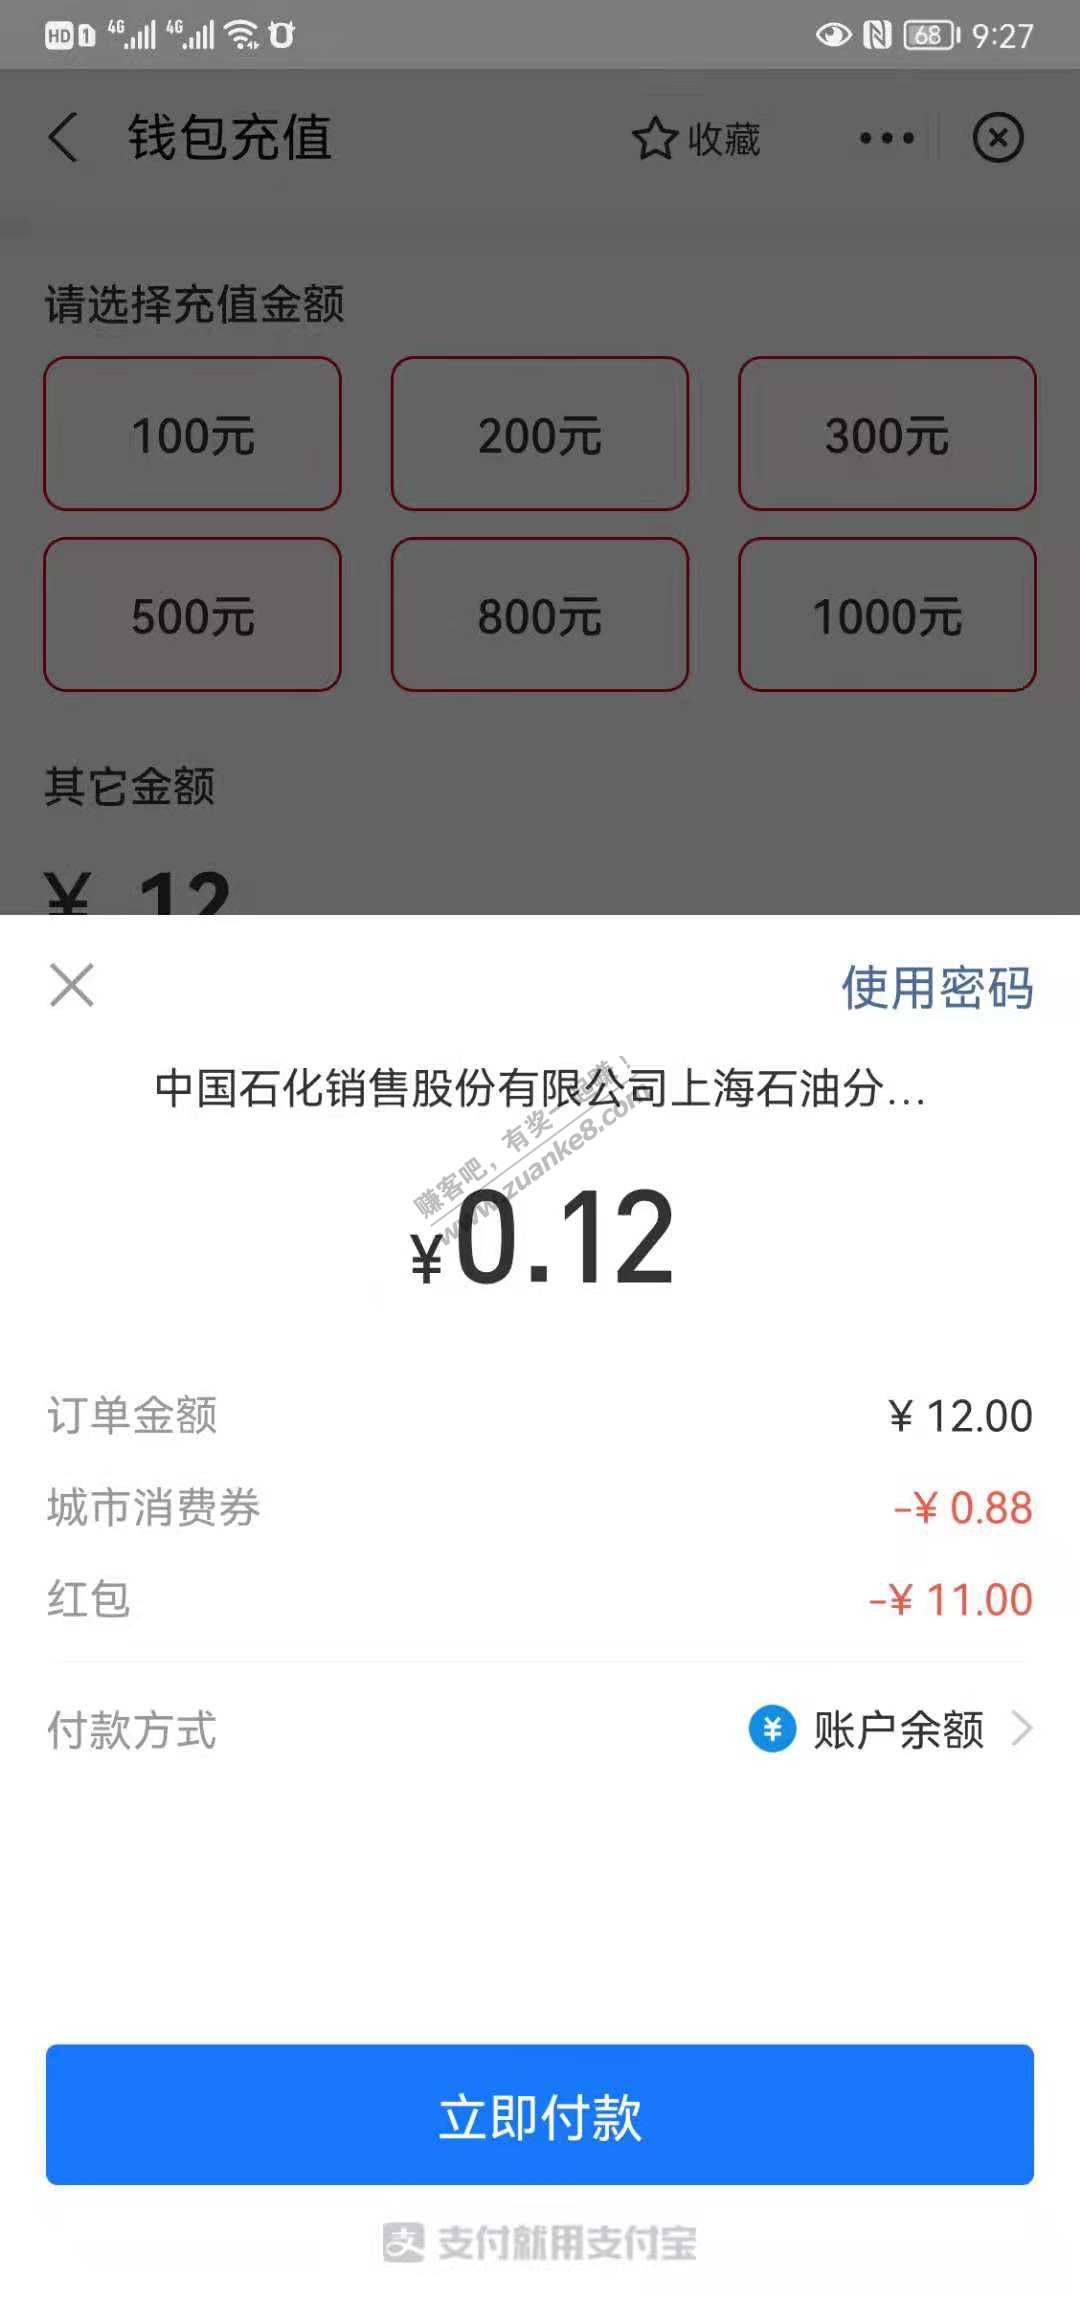 HD 1 4G 4G 68 9:27
钱包充值 收藏
请选择充值金额
100元 200元 300元
500元 800元 1000元
其它金额
¥ 12
使用密码
中国石化销售股份有限公司上海石油分...
赚客吧，有奖一起赚！
www.zuanke8.com
¥0.12
订单金额 ¥ 12.00
城市消费券 -¥ 0.88
红包 -¥ 11.00
付款方式 ¥ 账户余额
立即付款
支 支付就用支付宝